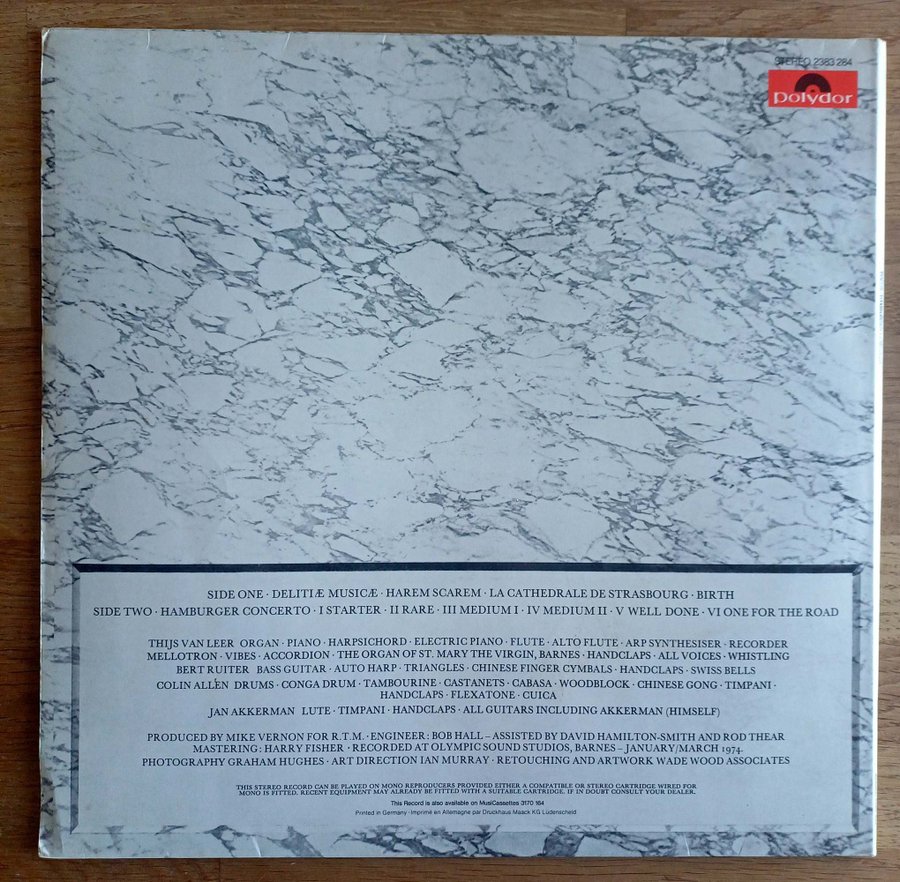 STEREO 2383 284
polydor
SIDE ONE · DELITIÆ MUSICÆ · HAREM SCAREM · LA CATHEDRALE DE STRASBOURG · BIRTH
SIDE TWO · HAMBURGER CONCERTO · I STARTER · II RARE · III MEDIUM I · IV MEDIUM II · V WELL DONE · VI ONE FOR THE ROAD
THIJS VAN LEER ORGAN · PIANO · HARPSICHORD · ELECTRIC PIANO · FLUTE · ALTO FLUTE · ARP SYNTHESISER · RECORDER
MELLOTRON · VIBES · ACCORDION · THE ORGAN OF ST. MARY THE VIRGIN, BARNES · HANDCLAPS · ALL VOICES · WHISTLING
BERT RUITER BASS GUITAR · AUTO HARP · TRIANGLES · CHINESE FINGER CYMBALS · HANDCLAPS · SWISS BELLS
COLIN ALLEN DRUMS · CONGA DRUM · TAMBOURINE · CASTANETS · CABASA · WOODBLOCK · CHINESE GONG · TIMPANI ·
HANDCLAPS · FLEXATONE · CUICA
JAN AKKERMAN LUTE · TIMPANI · HANDCLAPS · ALL GUITARS INCLUDING AKKERMAN (HIMSELF)
PRODUCED BY MIKE VERNON FOR R.T.M. · ENGINEER: BOB HALL – ASSISTED BY DAVID HAMILTON-SMITH AND ROD THEAR
MASTERING: HARRY FISHER · RECORDED AT OLYMPIC SOUND STUDIOS, BARNES – JANUARY/MARCH 1974.
PHOTOGRAPHY GRAHAM HUGHES · ART DIRECTION IAN MURRAY · RETOUCHING AND ARTWORK WADE WOOD ASSOCIATES
THIS STEREO RECORD CAN BE PLAYED ON MONO REPRODUCERS PROVIDED EITHER A COMPATIBLE OR STEREO CARTRIDGE WIRED FOR
MONO IS FITTED. RECENT EQUIPMENT MAY ALREADY BE FITTED WITH A SUITABLE CARTRIDGE. IF IN DOUBT CONSULT YOUR DEALER.
This Record is also available on MusiCassettes 3170 164
Printed in Germany · Imprimé en Allemagne par Druckhaus Maack KG Lüdenscheid